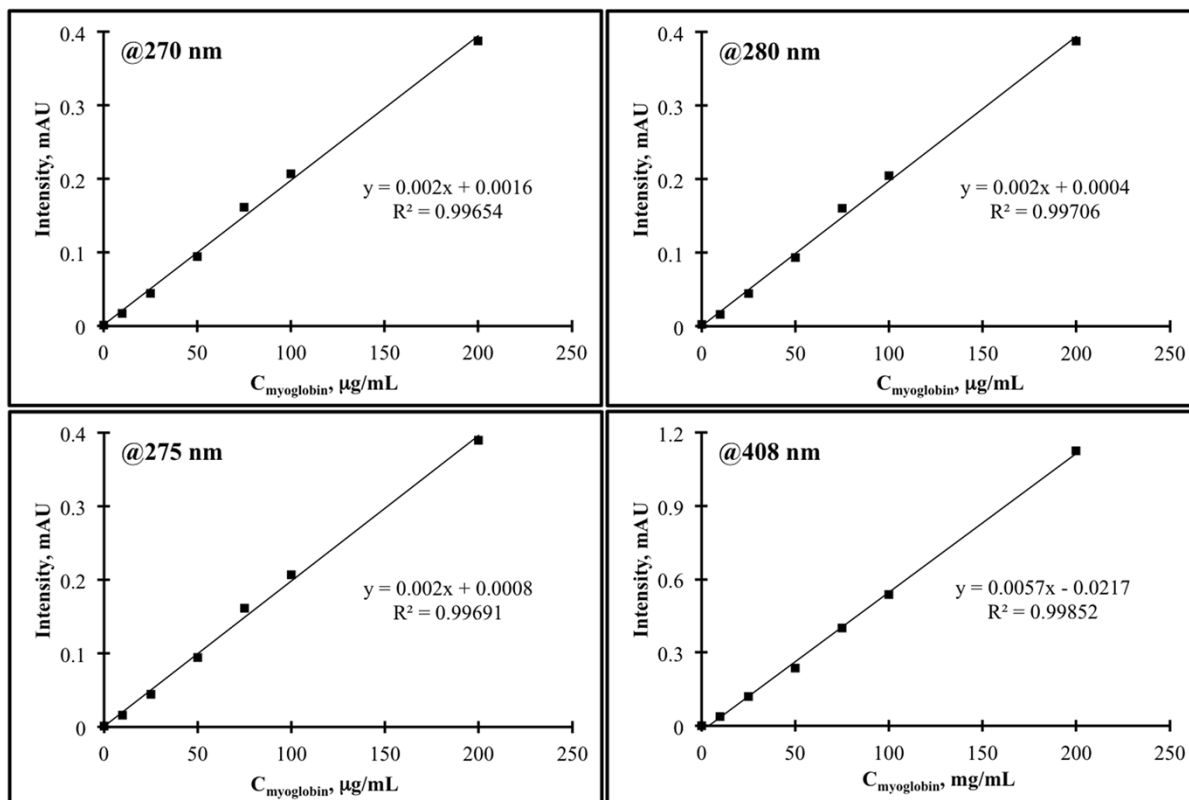 @270 nm
0.4
0.3
0.2
0.1
0
Intensity, mAU
y = 0.002x + 0.0016
R² = 0.99654
0 50 100 150 200 250
Cmyoglobin, µg/mL
@280 nm
0.4
0.3
0.2
0.1
0
Intensity, mAU
y = 0.002x + 0.0004
R² = 0.99706
0 50 100 150 200 250
Cmyoglobin, µg/mL
@275 nm
0.4
0.3
0.2
0.1
0
Intensity, mAU
y = 0.002x + 0.0008
R² = 0.99691
0 50 100 150 200 250
Cmyoglobin, µg/mL
@408 nm
1.2
0.9
0.6
0.3
0
Intensity, mAU
y = 0.0057x - 0.0217
R² = 0.99852
0 50 100 150 200 250
Cmyoglobin, mg/mL